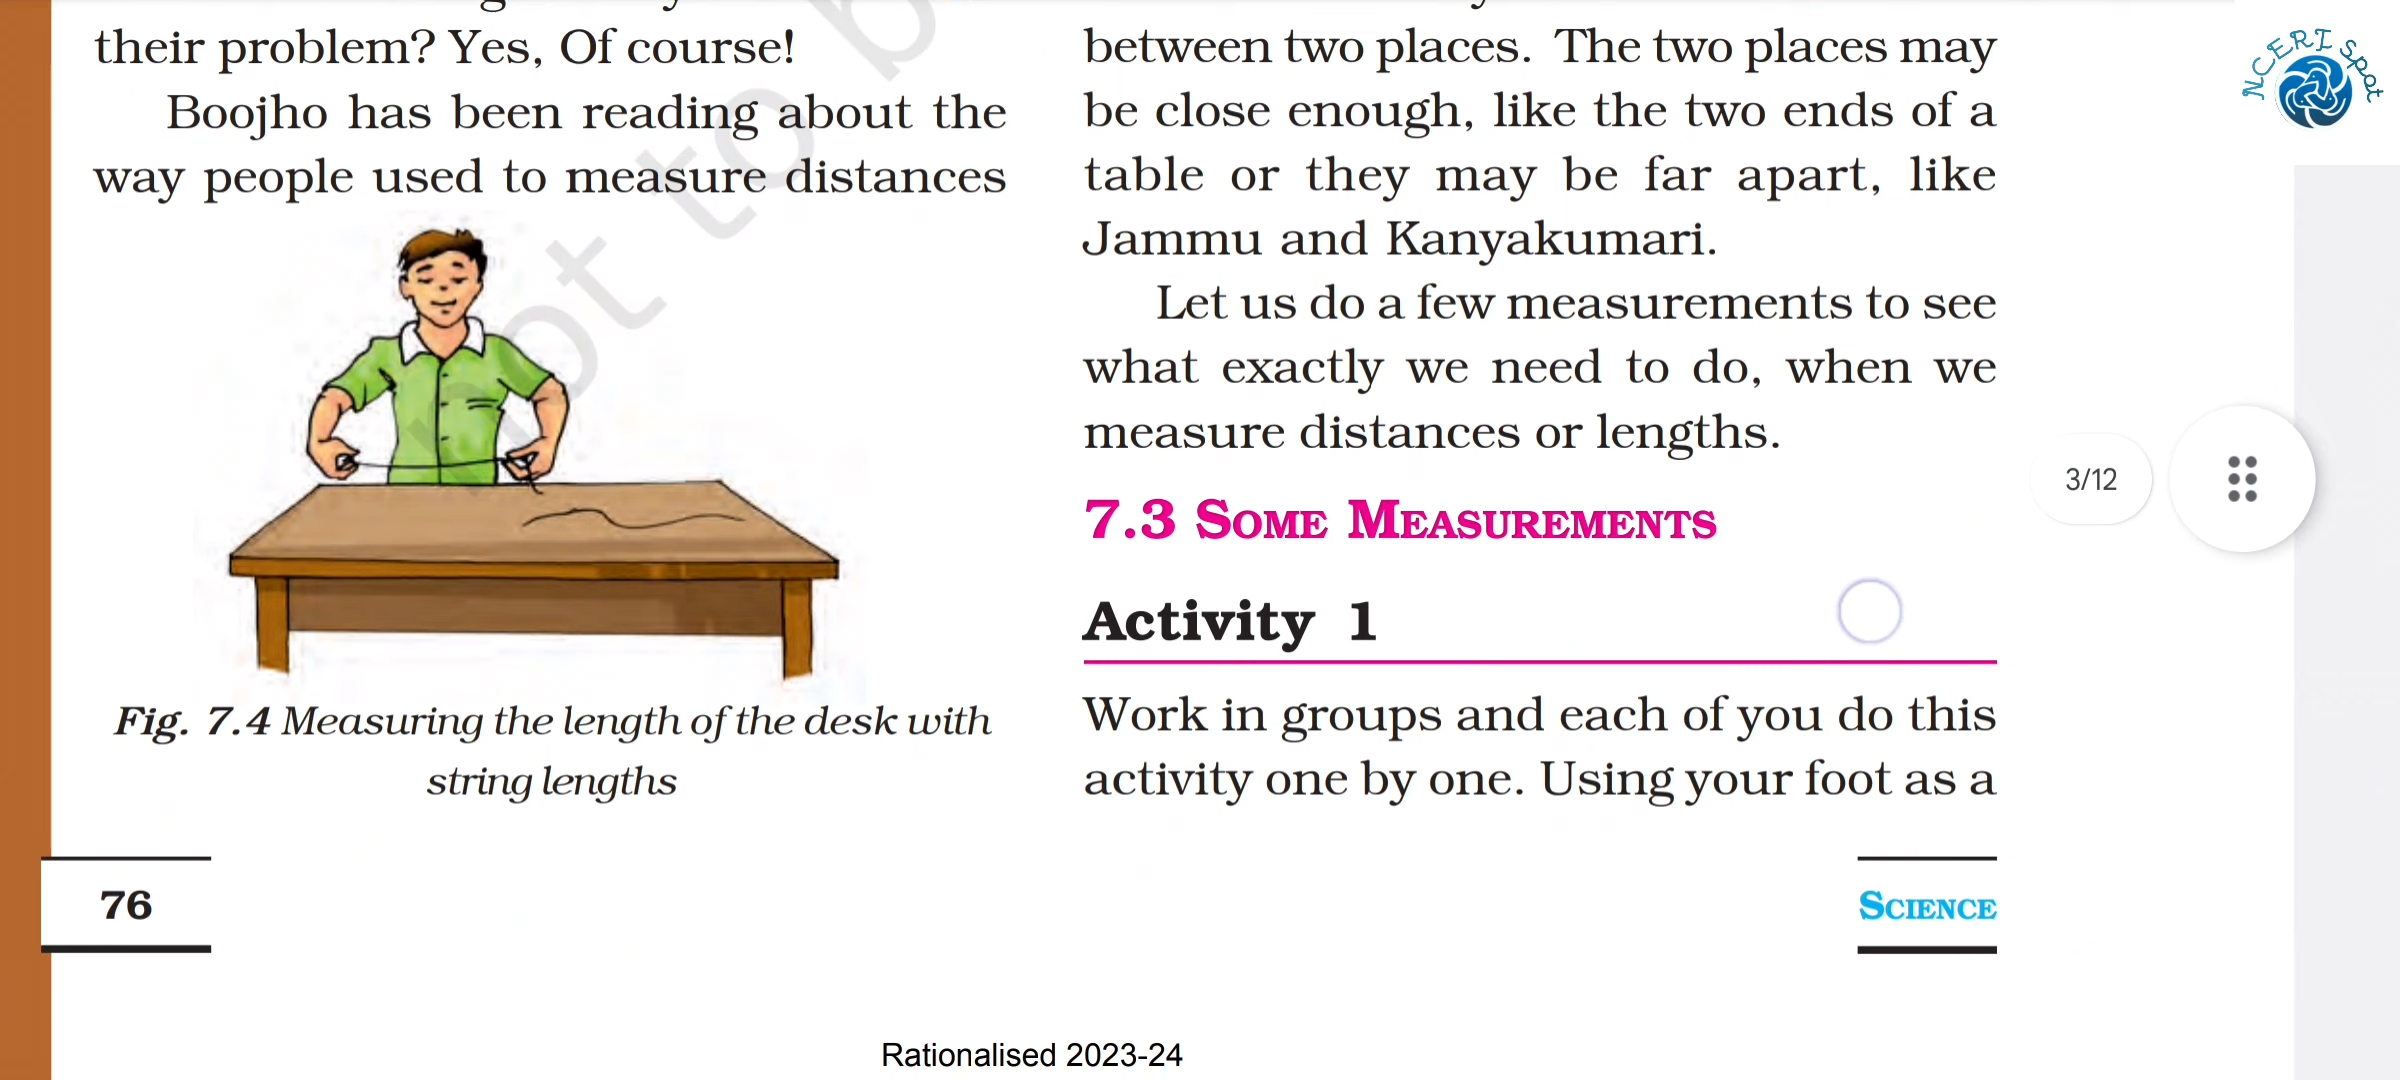 their problem? Yes, Of course!
Boojho has been reading about the
way people used to measure distances
Fig. 7.4 Measuring the length of the desk with
string lengths
76
between two places. The two places may
be close enough, like the two ends of a
table or they may be far apart, like
Jammu and Kanyakumari.
Let us do a few measurements to see
what exactly we need to do, when we
measure distances or lengths.
7.3 SOME MEASUREMENTS
Activity 1
Work in groups and each of you do this
activity one by one. Using your foot as a
SCIENCE
Rationalised 2023-24
not to b
3/12
NCERT Spot